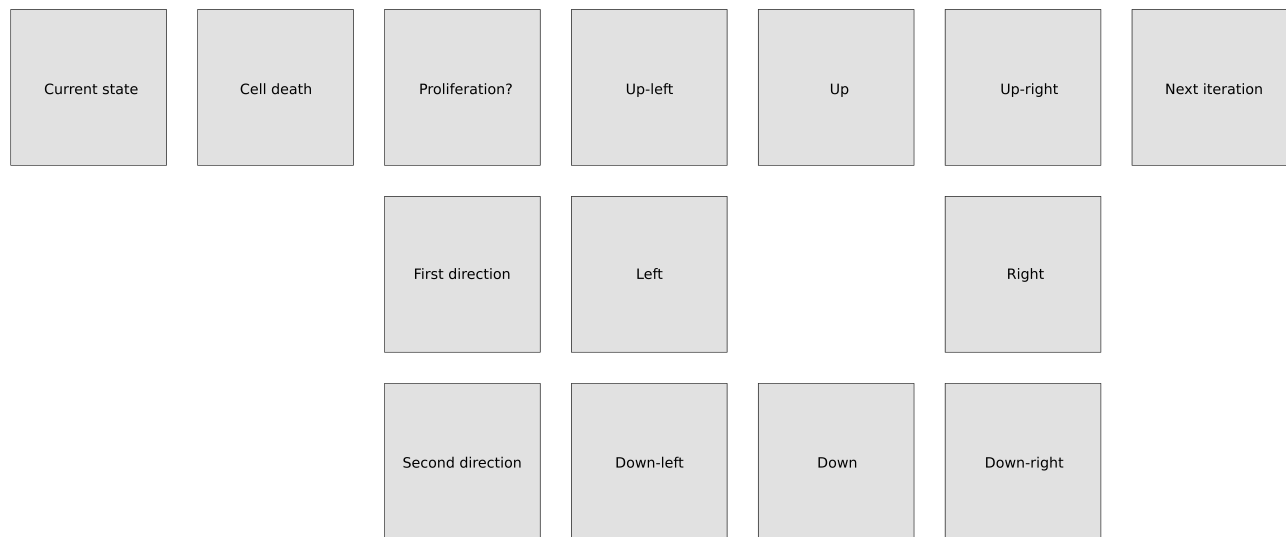 Current state
Cell death
Proliferation?
Up-left
Up
Up-right
Next iteration
First direction
Left
Right
Second direction
Down-left
Down
Down-right